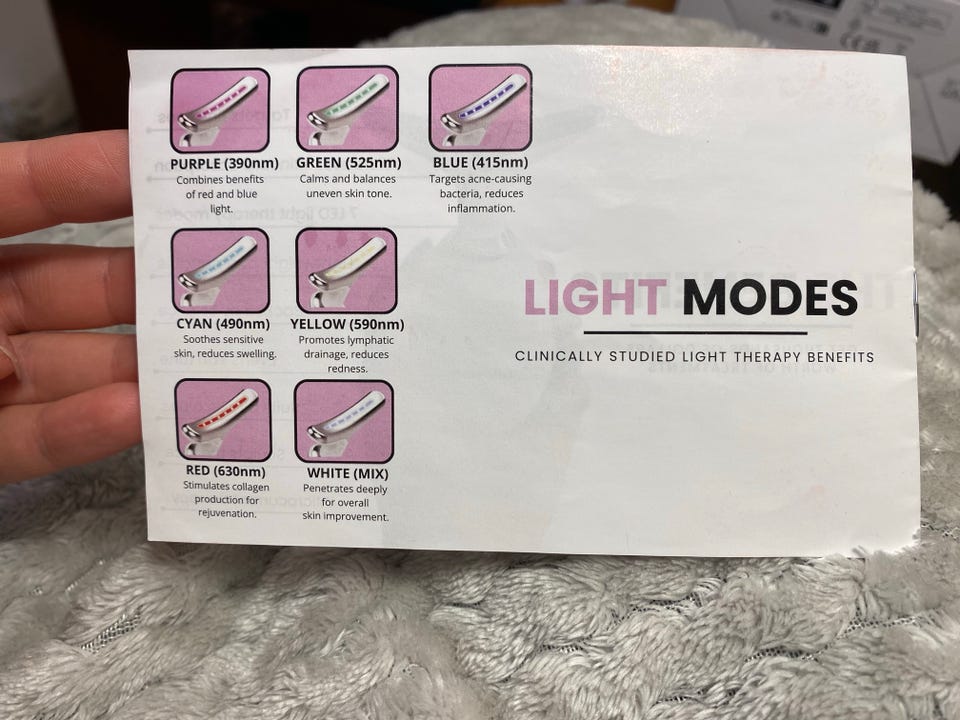 PURPLE (390nm)
Combines benefits
of red and blue
light.
GREEN (525nm)
Calms and balances
uneven skin tone.
BLUE (415nm)
Targets acne-causing
bacteria, reduces
inflammation.
CYAN (490nm)
Soothes sensitive
skin, reduces swelling.
YELLOW (590nm)
Promotes lymphatic
drainage, reduces
redness.
RED (630nm)
Stimulates collagen
production for
rejuvenation.
WHITE (MIX)
Penetrates deeply
for overall
skin improvement.
LIGHT MODES
CLINICALLY STUDIED LIGHT THERAPY BENEFITS